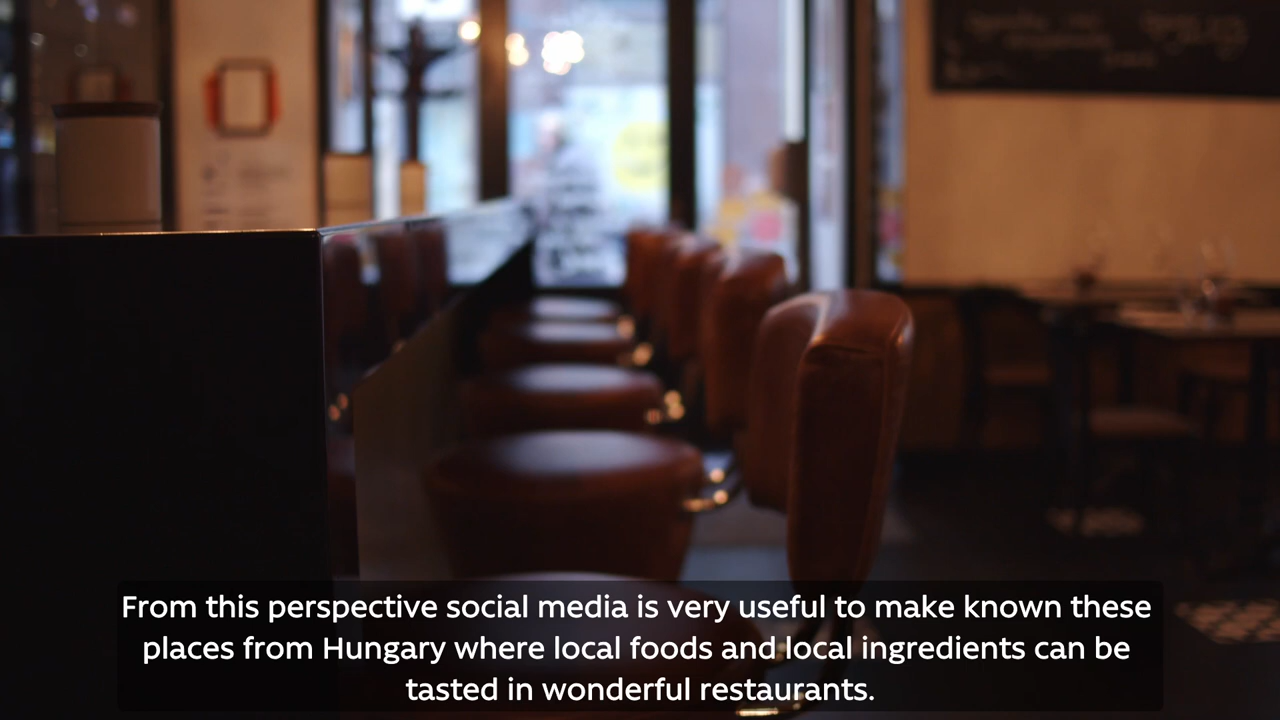 From this perspective social media is very useful to make known these
places from Hungary where local foods and local ingredients can be
tasted in wonderful restaurants.